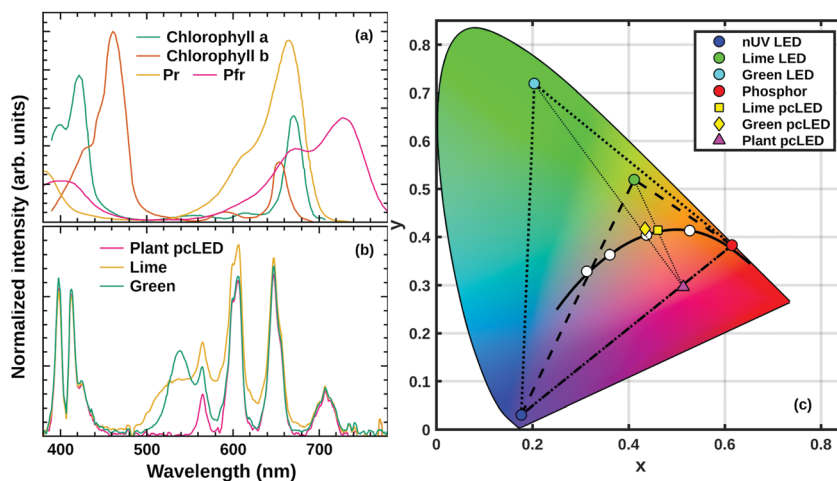 Chlorophyll a
Chlorophyll b
Pr Pfr
(a)
Normalized intensity (arb. units)
Plant pcLED
Lime
Green
(b)
400 500 600 700
Wavelength (nm)
nUV LED
Lime LED
Green LED
Phosphor
Lime pcLED
Green pcLED
Plant pcLED
0.8
0.7
0.6
0.5
0.4
0.3
0.2
0.1
0
y
(c)
0 0.2 0.4 0.6 0.8
x